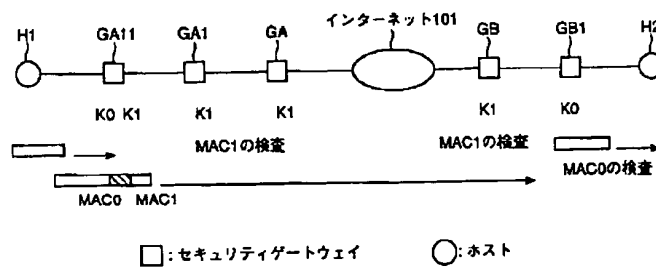 インターネット101
H1
GA11
GA1
GA
GB
GB1
H2
K0 K1
K1
K1
K1
K0
MAC1の検査
MAC1の検査
MAC0の検査
MAC0
MAC1
:セキュリティゲートウェイ
:ホスト